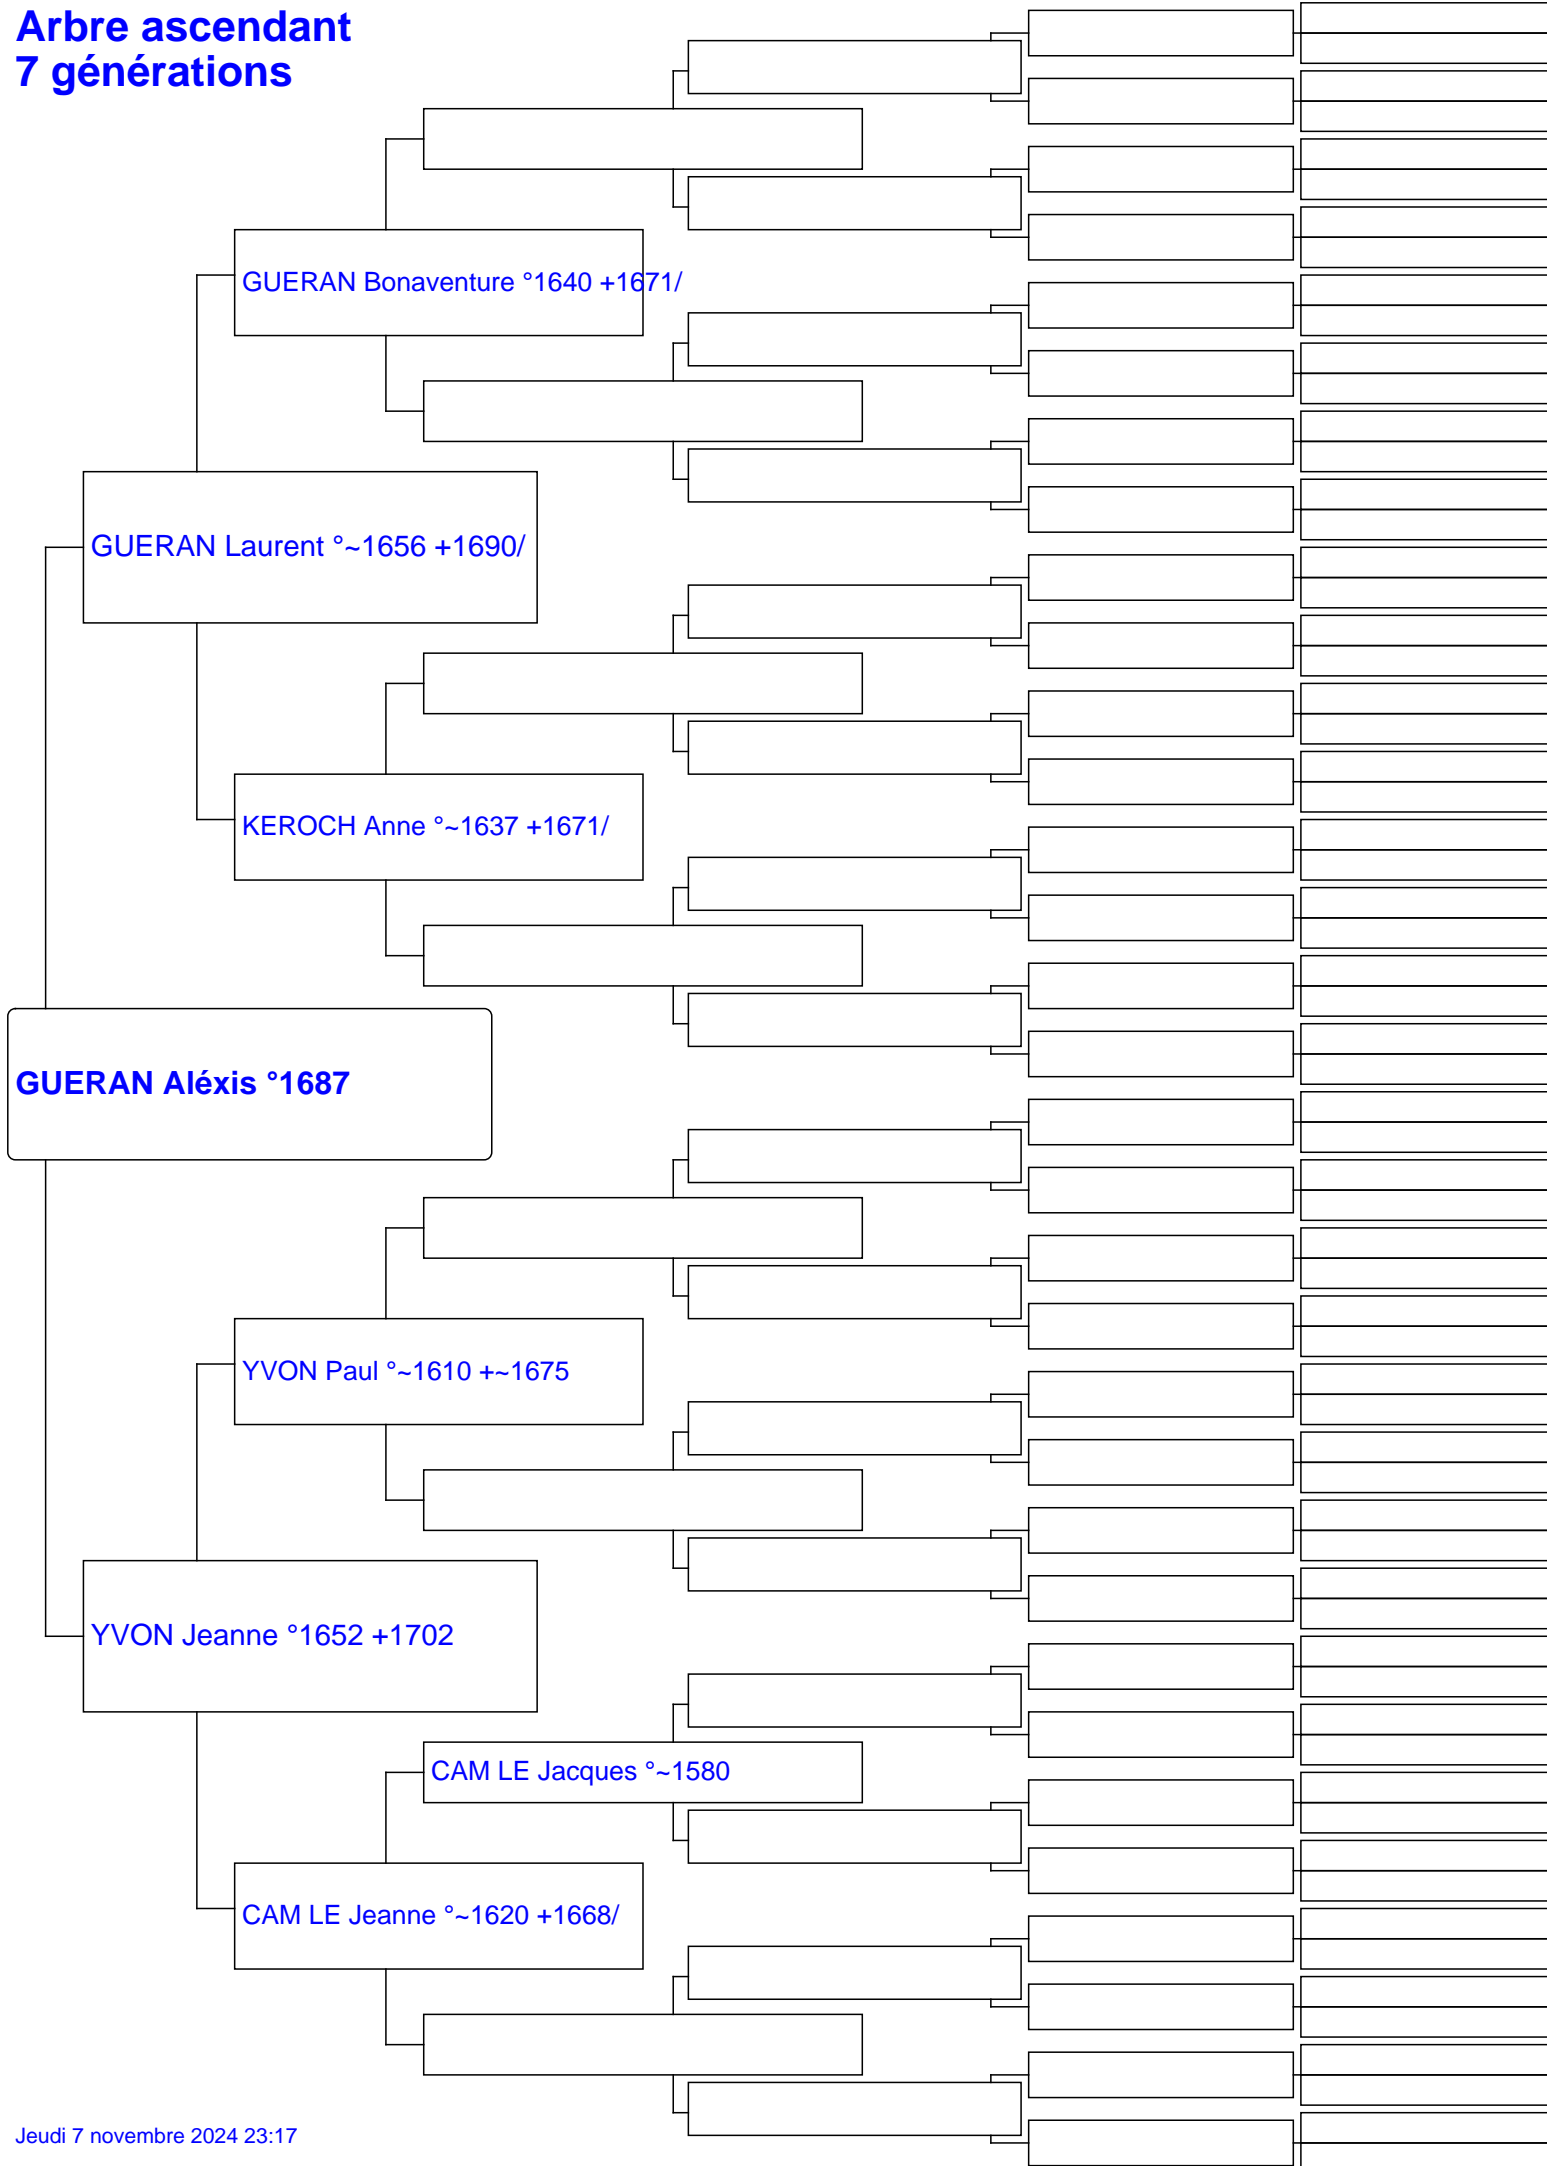 Arbre ascendant
7 générations
GUERAN Bonaventure °1640 +1671/
GUERAN Laurent °~1656 +1690/
KEROCH Anne °~1637 +1671/
GUERAN Aléxis °1687
YVON Paul °~1610 +~1675
YVON Jeanne °1652 +1702
CAM LE Jacques °~1580
CAM LE Jeanne °~1620 +1668/
Jeudi 7 novembre 2024 23:17